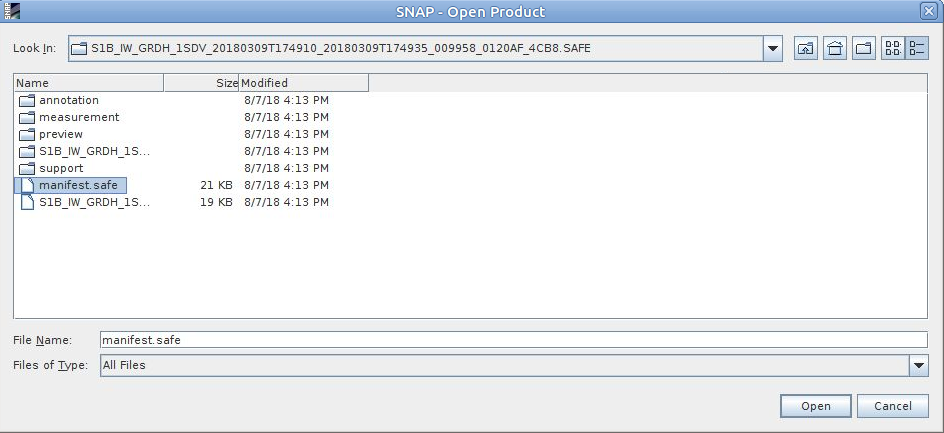 SNAP - Open Product
Look In: S1B_IW_GRDH_1SDV_20180309T174910_20180309T174935_009958_0120AF_4CB8.SAFE
Name Size Modified
annotation 8/7/18 4:13 PM
measurement 8/7/18 4:13 PM
preview 8/7/18 4:13 PM
S1B_IW_GRDH_1S... 8/7/18 4:13 PM
support 8/7/18 4:13 PM
manifest.safe 21 KB 8/7/18 4:13 PM
S1B_IW_GRDH_1S... 19 KB 8/7/18 4:13 PM
File Name: manifest.safe
Files of Type: All Files
Open Cancel